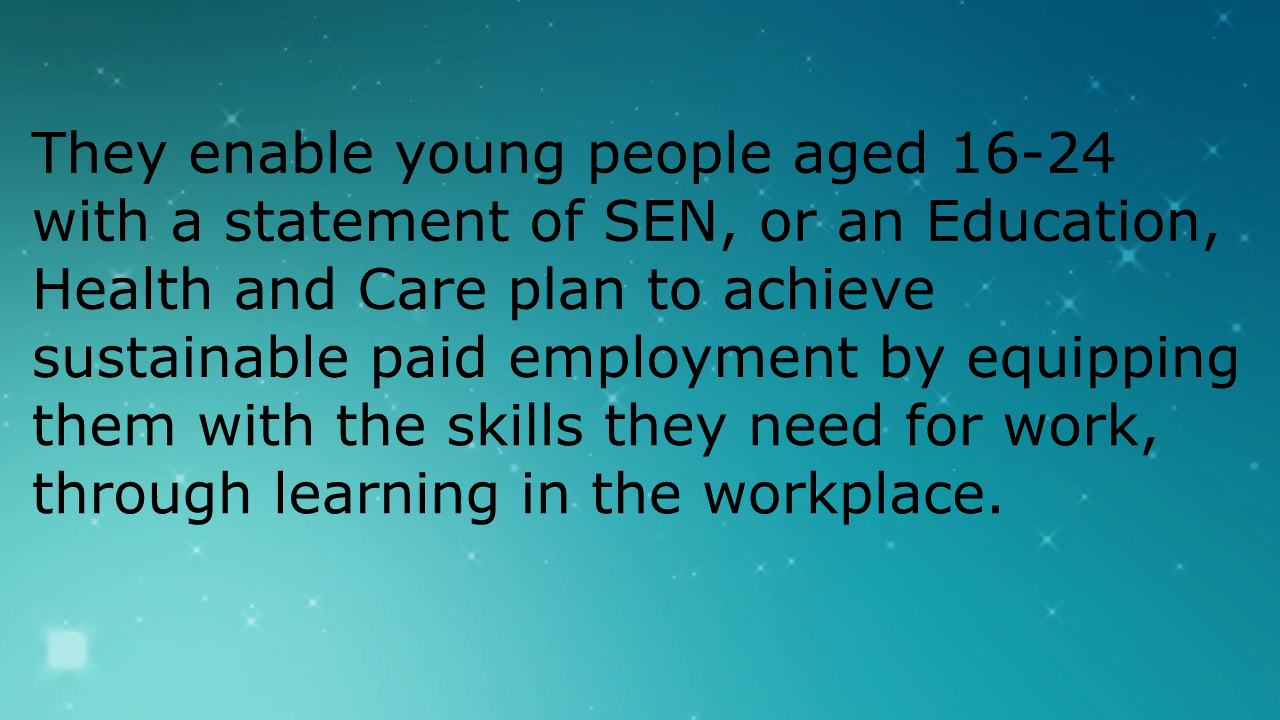 They enable young people aged 16-24
with a statement of SEN, or an Education,
Health and Care plan to achieve
sustainable paid employment by equipping
them with the skills they need for work,
through learning in the workplace.